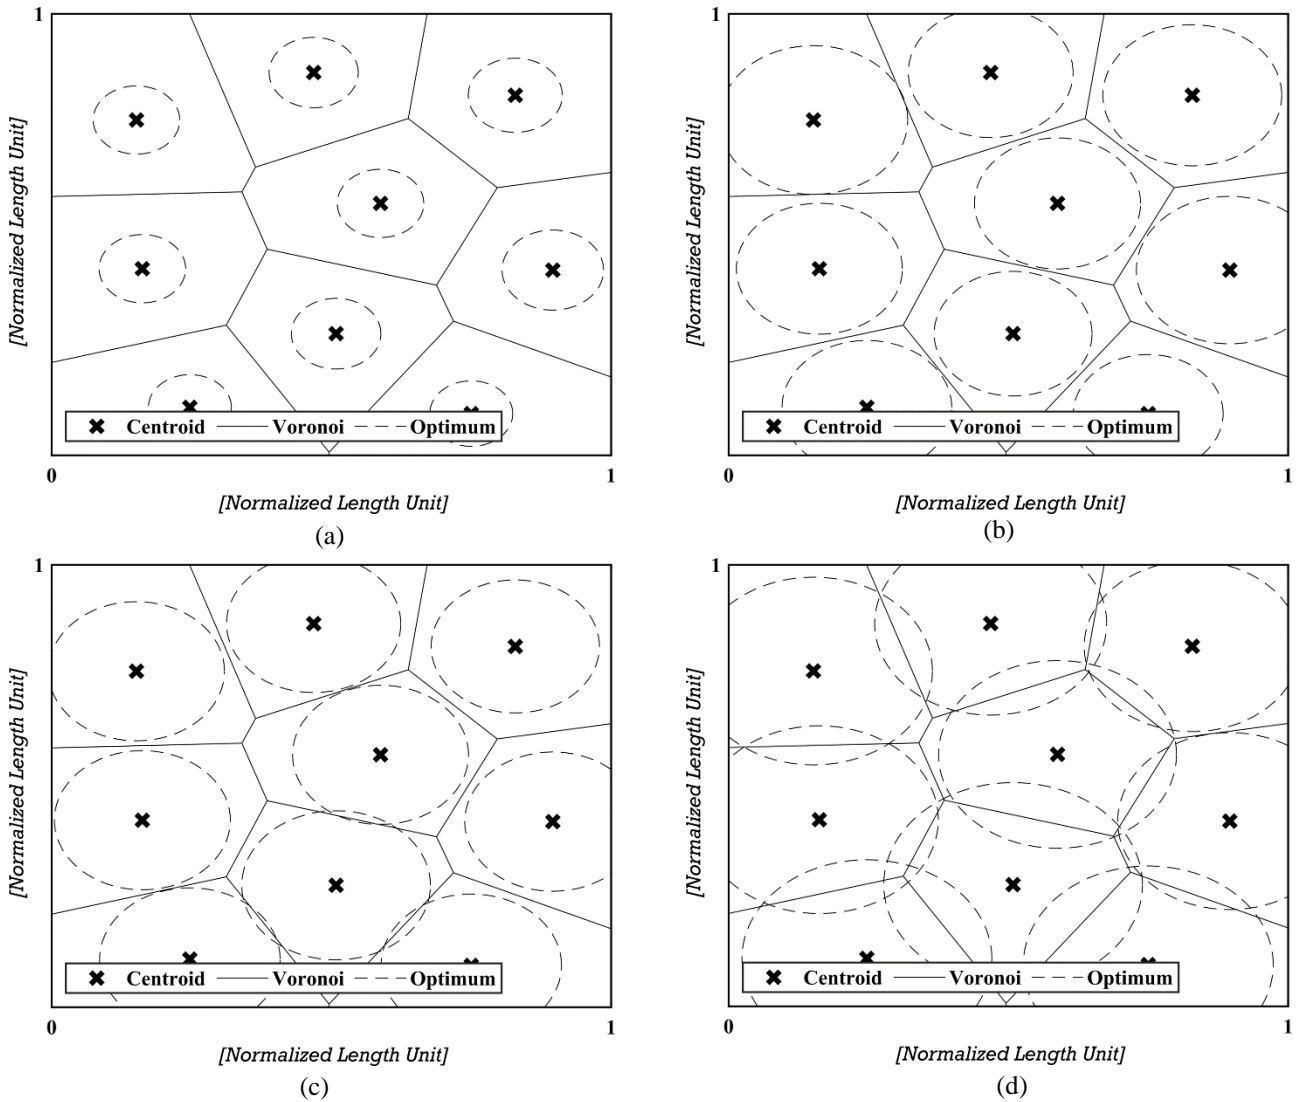 1
[Normalized Length Unit]
Centroid Voronoi Optimum
0 1
[Normalized Length Unit]
(a)
1
[Normalized Length Unit]
Centroid Voronoi Optimum
0 1
[Normalized Length Unit]
(b)
1
[Normalized Length Unit]
Centroid Voronoi Optimum
0 1
[Normalized Length Unit]
(c)
1
[Normalized Length Unit]
Centroid Voronoi Optimum
0 1
[Normalized Length Unit]
(d)